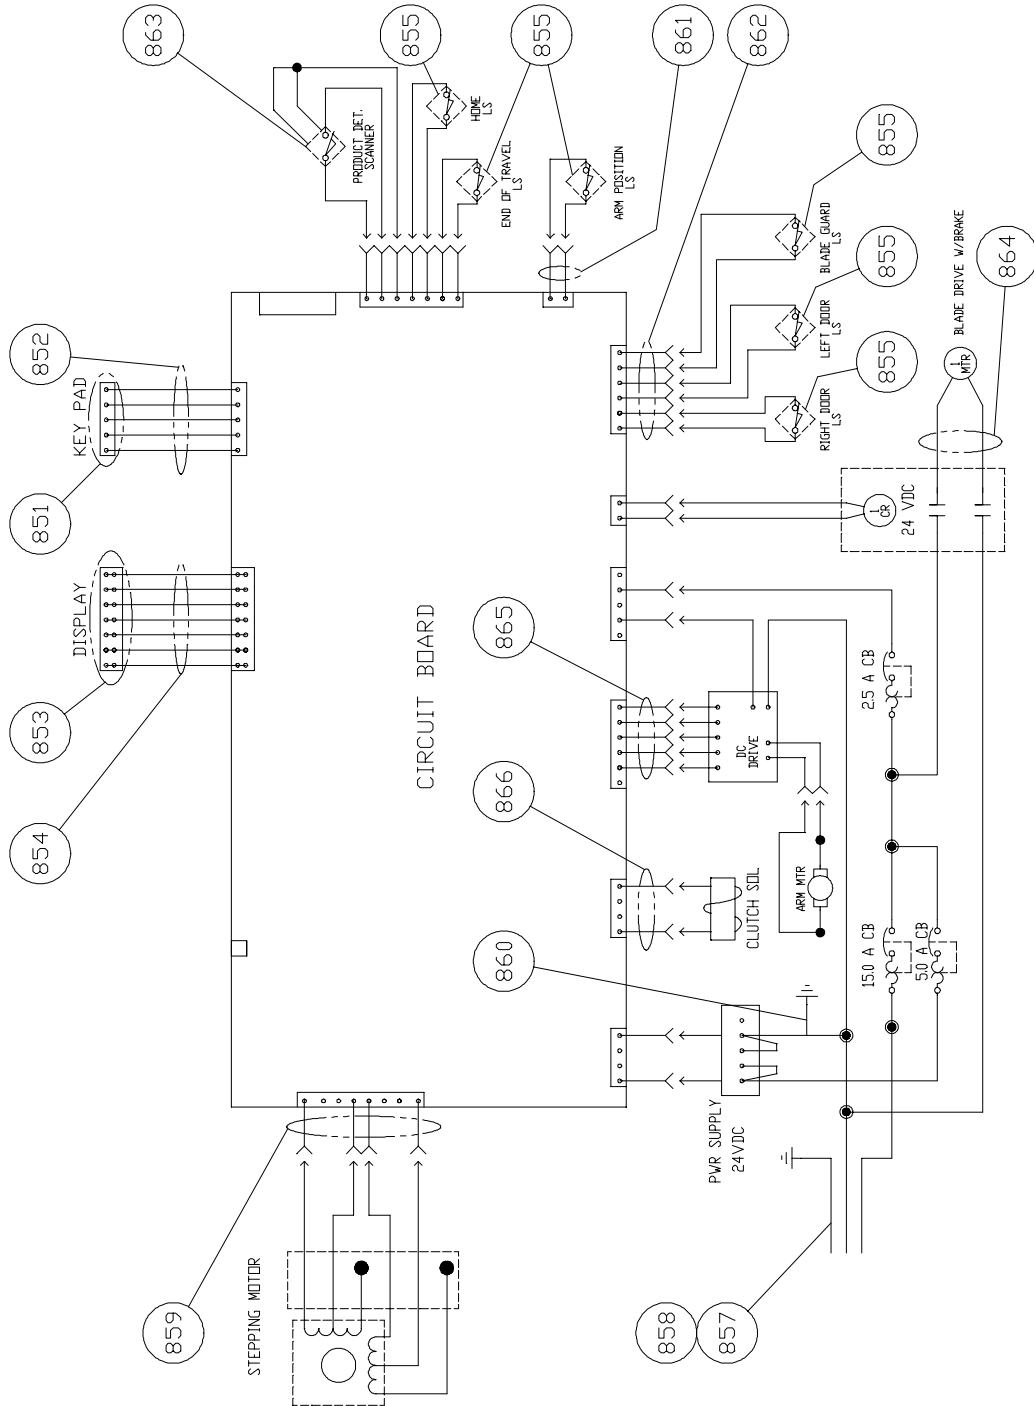 863
855
855
861
862
PRODUCT DET.
SCANNER
HOME
LS
END OF TRAVEL
LS
ARM POSITION
LS
BLADE GUARD
LS
855
LEFT DOOR
LS
855
RIGHT DOOR
LS
855
BLADE DRIVE W/BRAKE
864
1
MTR
24 VDC
1
CR
852
KEY PAD
851
DISPLAY
853
854
CIRCUIT BOARD
865
866
860
DC
DRIVE
2.5 A CB
CLUTCH SOL
ARM MTR
15.0 A CB
5.0 A CB
PWR SUPPLY
24VDC
STEPPING MOTOR
859
858
857